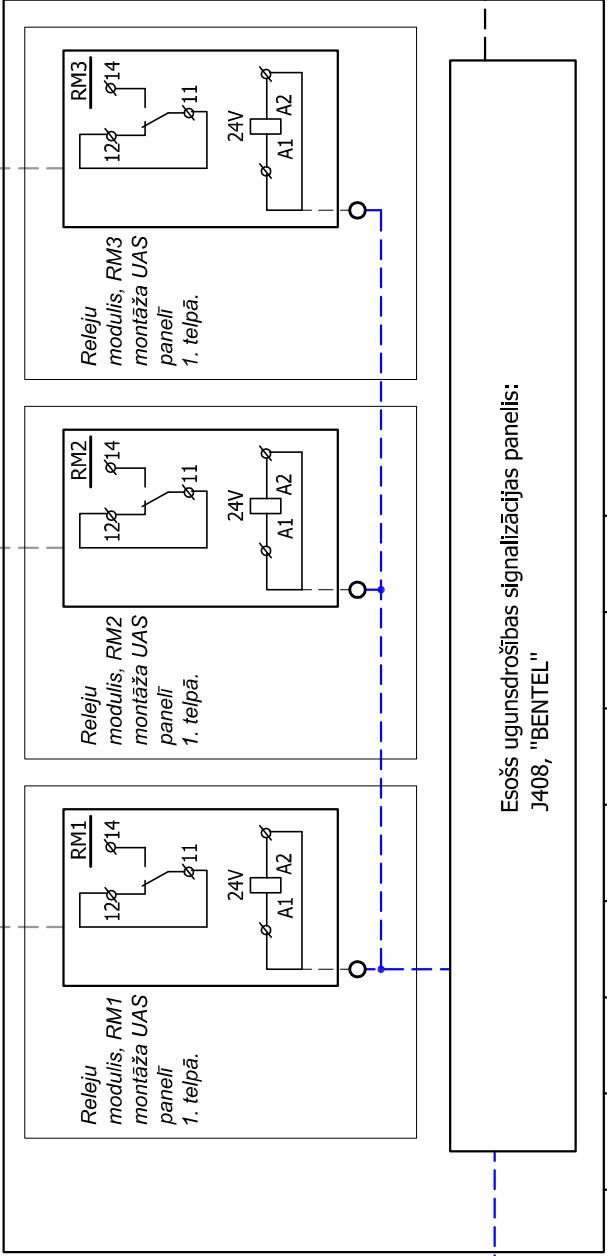 Releju
modulis, RM1
montāža UAS
panelī
1. telpā.
RM1
12
14
11
24V
A1
A2
Releju
modulis, RM2
montāža UAS
panelī
1. telpā.
RM2
12
14
11
24V
A1
A2
Releju
modulis, RM3
montāža UAS
panelī
1. telpā.
RM3
12
14
11
24V
A1
A2
Esošs ugunsdrošības signalizācijas panelis:
J408, "BENTEL"